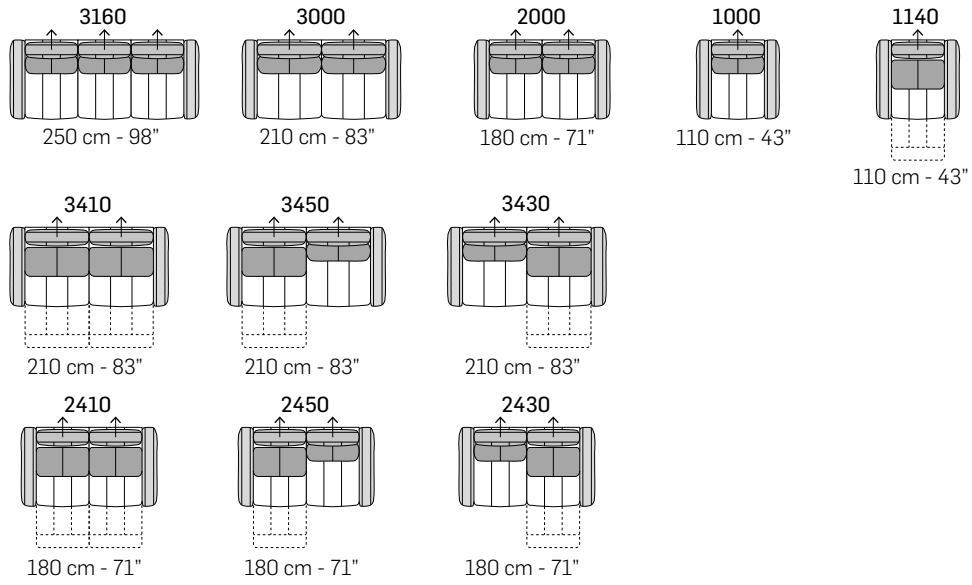 3160
3000
2000
1000
1140
250 cm - 98”
210 cm - 83”
180 cm - 71”
110 cm - 43”
110 cm - 43”
3410
3450
3430
210 cm - 83”
210 cm - 83”
210 cm - 83”
2410
2450
2430
180 cm - 71”
180 cm - 71”
180 cm - 71”